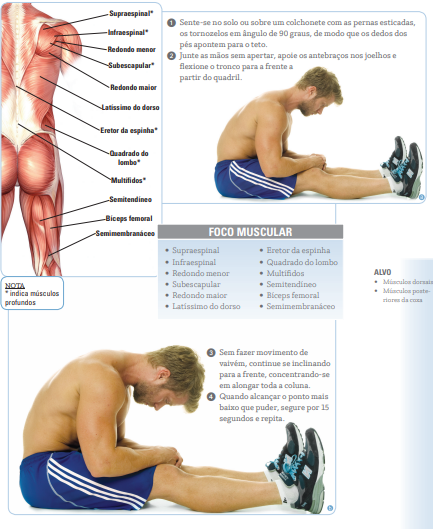 Supraespinal*
Infraespinal*
Redondo menor
Subescapular*
Redondo maior
Latíssimo do dorso
Eretor da espinha*
Quadrado do
lombo*
Multífidos*
Semitendíneo
Bíceps femoral
Semimembranáceo
NOTA
* indica músculos
profundos
1 Sente-se no solo ou sobre um colchonete com as pernas esticadas,
os tornozelos em ângulo de 90 graus, de modo que os dedos dos
pés apontem para o teto.
2 Junte as mãos sem apertar, apoie os antebraços nos joelhos e
flexione o tronco para a frente a
partir do quadril.
FOCO MUSCULAR
• Supraespinal
• Infraespinal
• Redondo menor
• Subescapular
• Redondo maior
• Latíssimo do dorso
• Eretor da espinha
• Quadrado do lombo
• Multífidos
• Semitendíneo
• Bíceps femoral
• Semimembranáceo
ALVO
• Músculos dorsais
• Músculos poste-
riores da coxa
3 Sem fazer movimento de
vaivém, continue se inclinando
para a frente, concentrando-se
em alongar toda a coluna.
4 Quando alcançar o ponto mais
baixo que puder, segure por 15
segundos e repita.